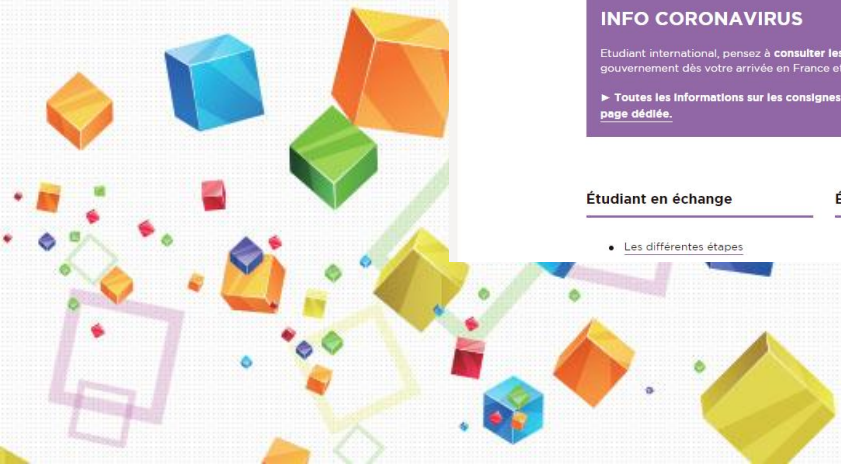 INFO CORONAVIRUS
Etudiant international, pensez à consulter les
gouvernement dès votre arrivée en France et
► Toutes les informations sur les consignes
page dédiée.
Étudiant en échange
É
Les différentes étapes